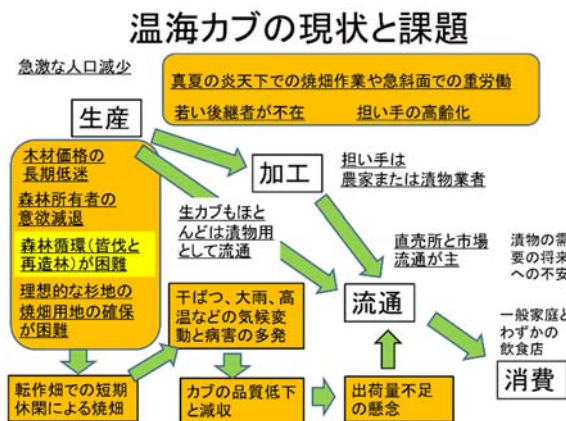 温海カブの現状と課題
急激な人口減少
真夏の炎天下での焼畑作業や急斜面での重労働
若い後継者が不在 担い手の高齢化
生産
木材価格の
長期低迷
森林所有者の
意欲減退
森林循環(皆伐と
再造林)が困難
理想的な杉地の
焼畑用地の確保
が困難
加工
担い手は
農家または漬物業者
生カブもほと
んどは漬物用
として流通
直売所と市場
流通が主
漬物の需
要の将来
への不安
流通
干ばつ、大雨、高
温などの気候変
動と病害の多発
一般家庭と
わずかの
飲食店
消費
転作畑での短期
休閑による焼畑
カブの品質低下
と減収
出荷量不足
の懸念